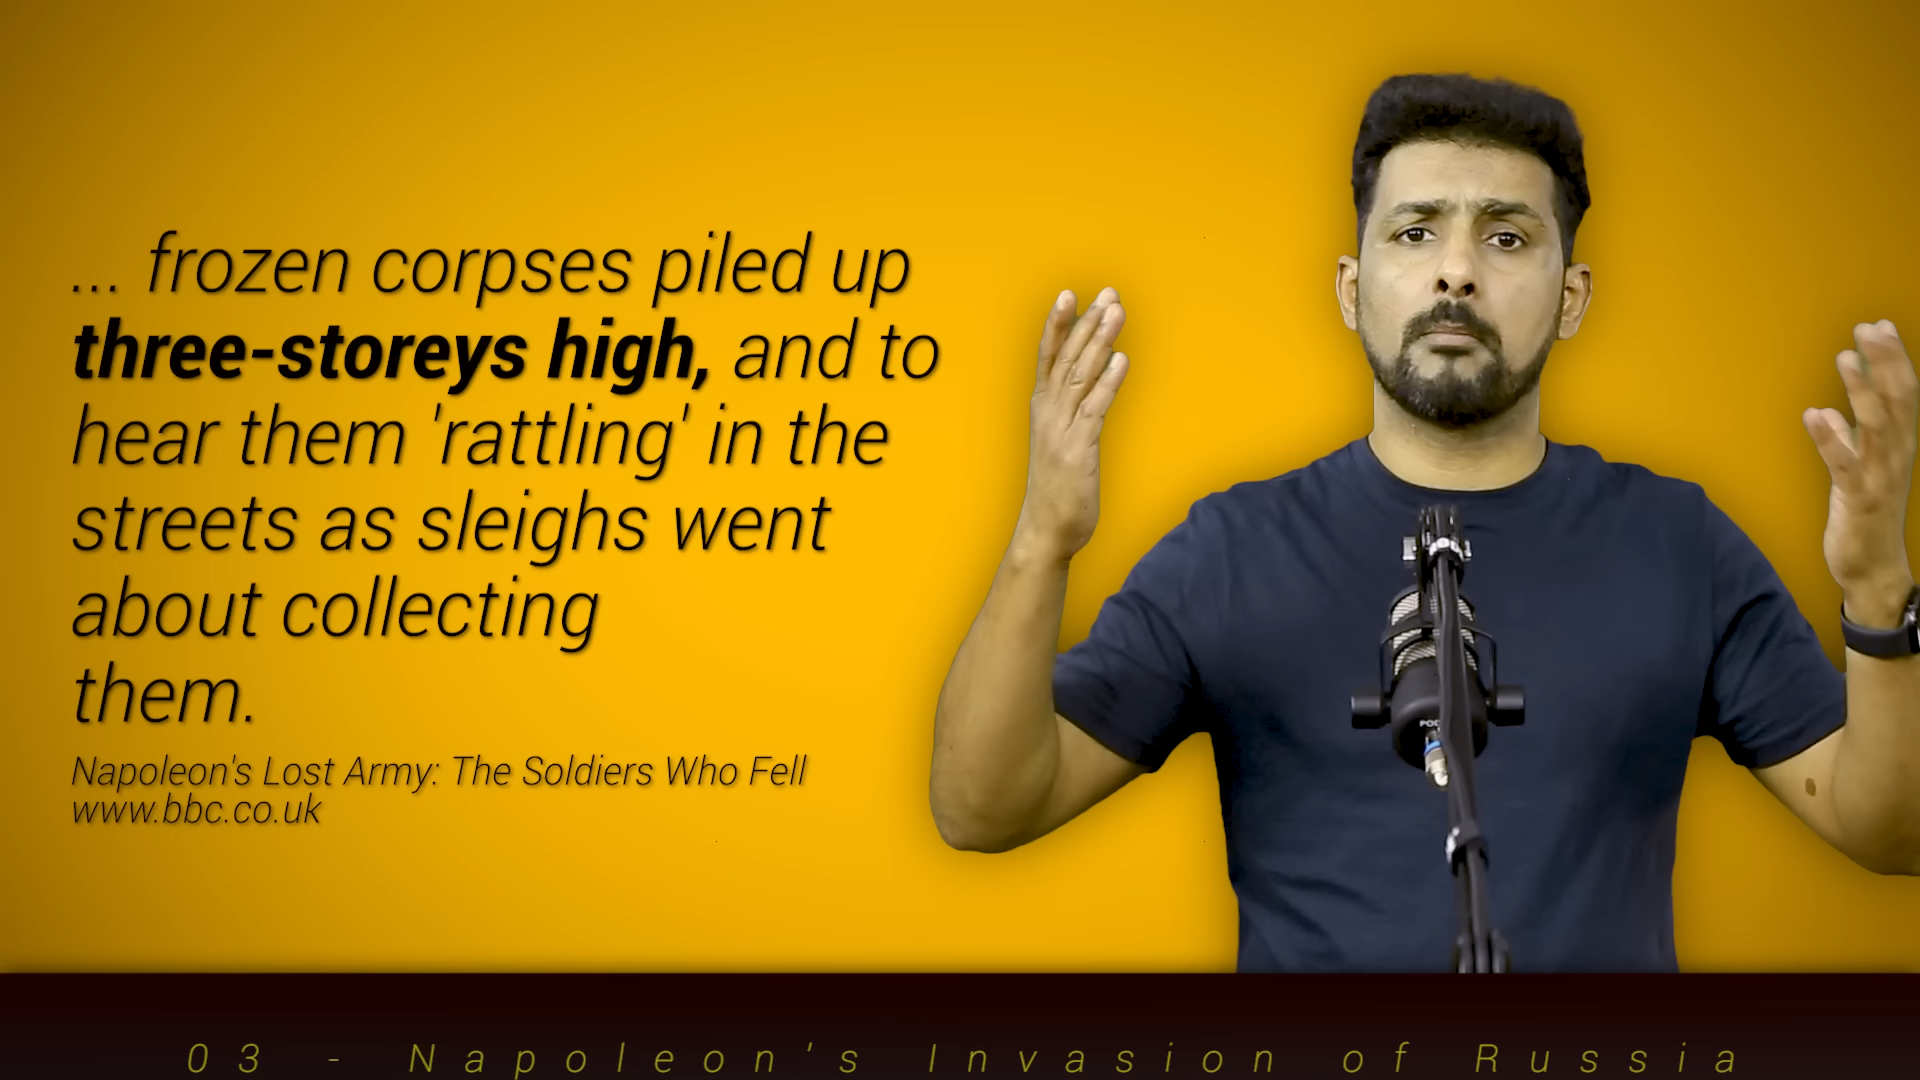 ... frozen corpses piled up
three-storeys high, and to
hear them 'rattling' in the
streets as sleighs went
about collecting
them.
Napoleon's Lost Army: The Soldiers Who Fell
www.bbc.co.uk
03 - Napoleon's Invasion of Russia